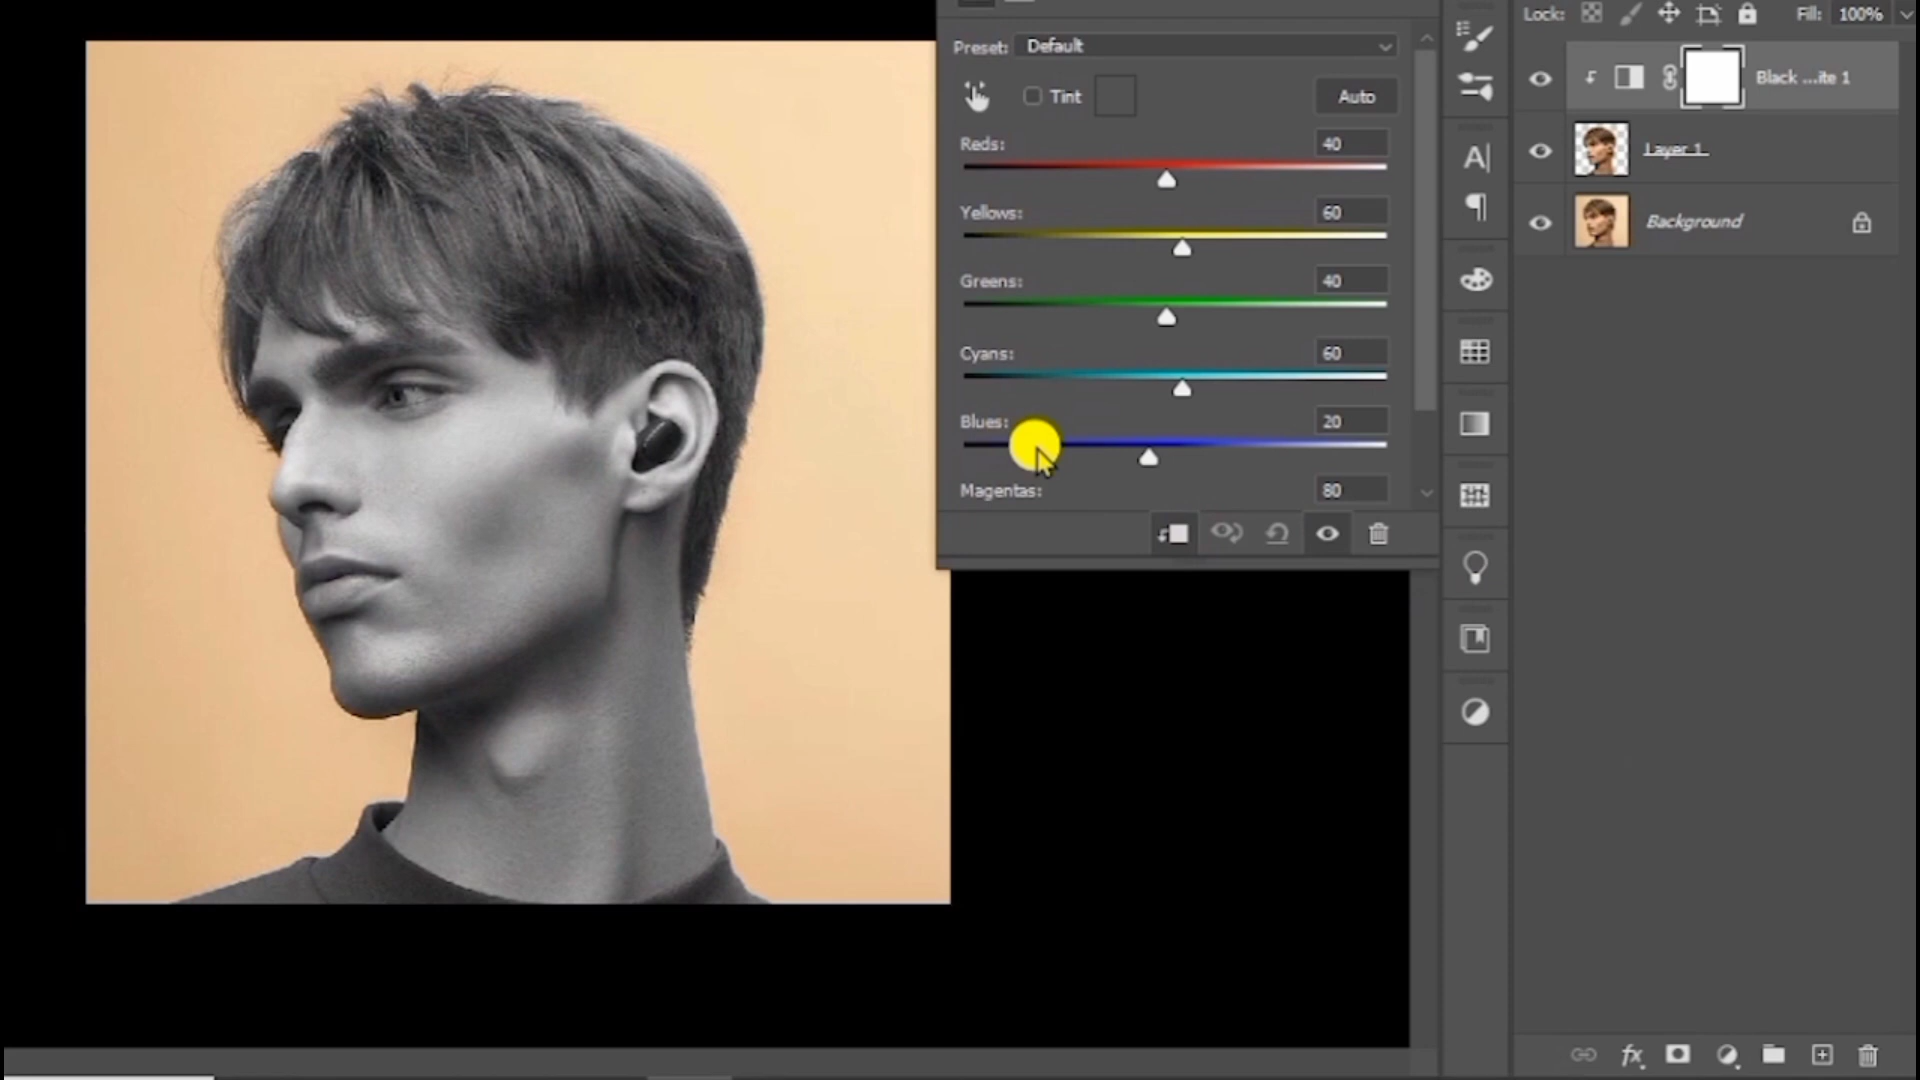 Lock: Fill: 100%
Preset: Default
Tint Auto
Reds: 40
Yellows: 60
Greens: 40
Cyans: 60
Blues: 20
Magentas: 80
A|
¶
Black ...ite 1
Layer 1
Background
fx